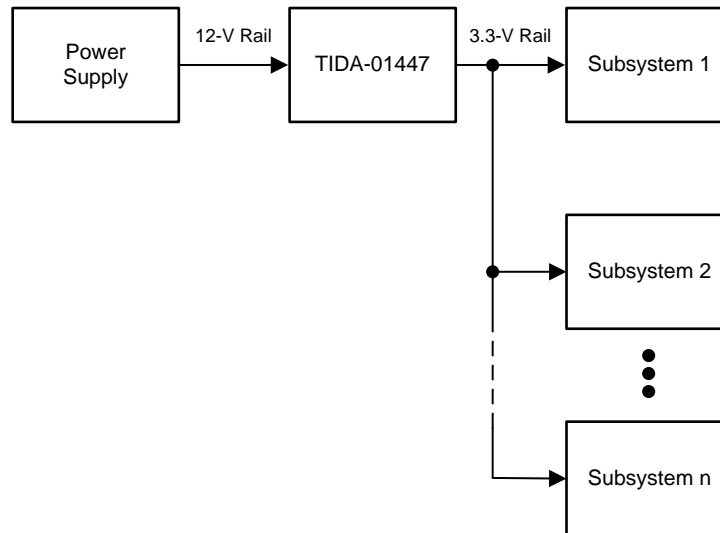 12-V Rail
3.3-V Rail
Power
Supply
TIDA-01447
Subsystem 1
Subsystem 2
Subsystem n